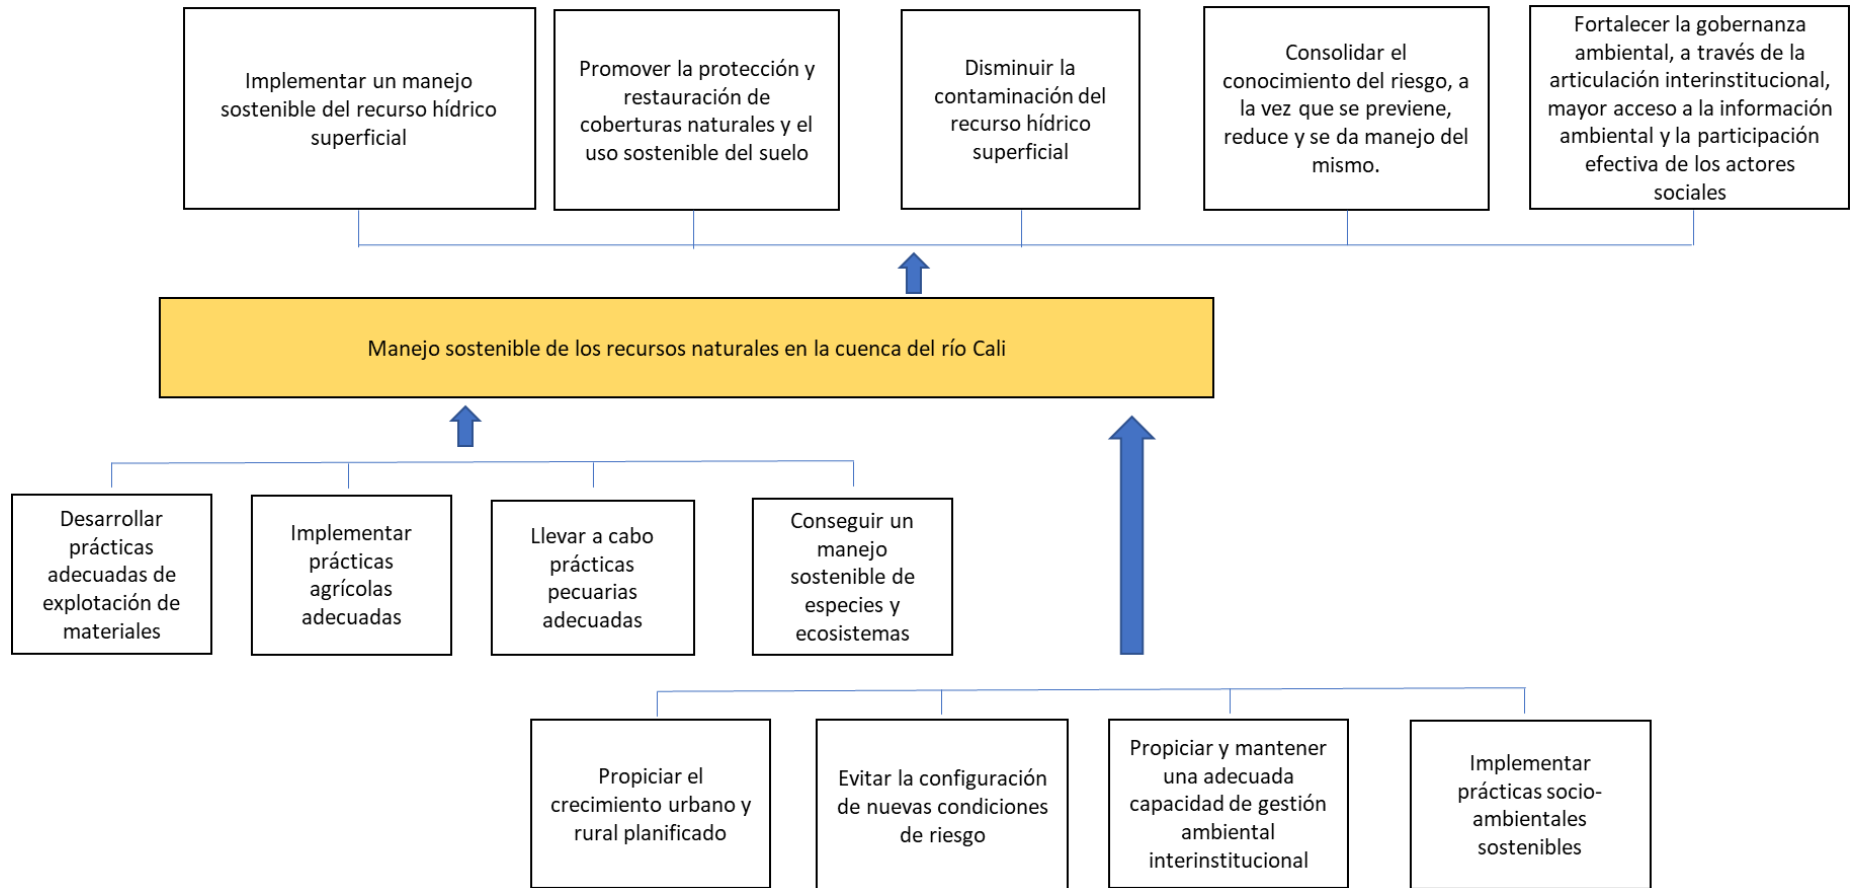 Implementar un manejo
sostenible del recurso hídrico
superficial
Promover la protección y
restauración de
coberturas naturales y el
uso sostenible del suelo
Disminuir la
contaminación del
recurso hídrico
superficial
Consolidar el
conocimiento del riesgo, a
la vez que se previene,
reduce y se da manejo del
mismo.
Fortalecer la gobernanza
ambiental, a través de la
articulación interinstitucional,
mayor acceso a la información
ambiental y la participación
efectiva de los actores
sociales
Manejo sostenible de los recursos naturales en la cuenca del río Cali
Desarrollar
prácticas
adecuadas de
explotación de
materiales
Implementar
prácticas
agrícolas
adecuadas
Llevar a cabo
prácticas
pecuarias
adecuadas
Conseguir un
manejo
sostenible de
especies y
ecosistemas
Propiciar el
crecimiento urbano y
rural planificado
Evitar la configuración
de nuevas condiciones
de riesgo
Propiciar y mantener
una adecuada
capacidad de gestión
ambiental
interinstitucional
Implementar
prácticas socio-
ambientales
sostenibles